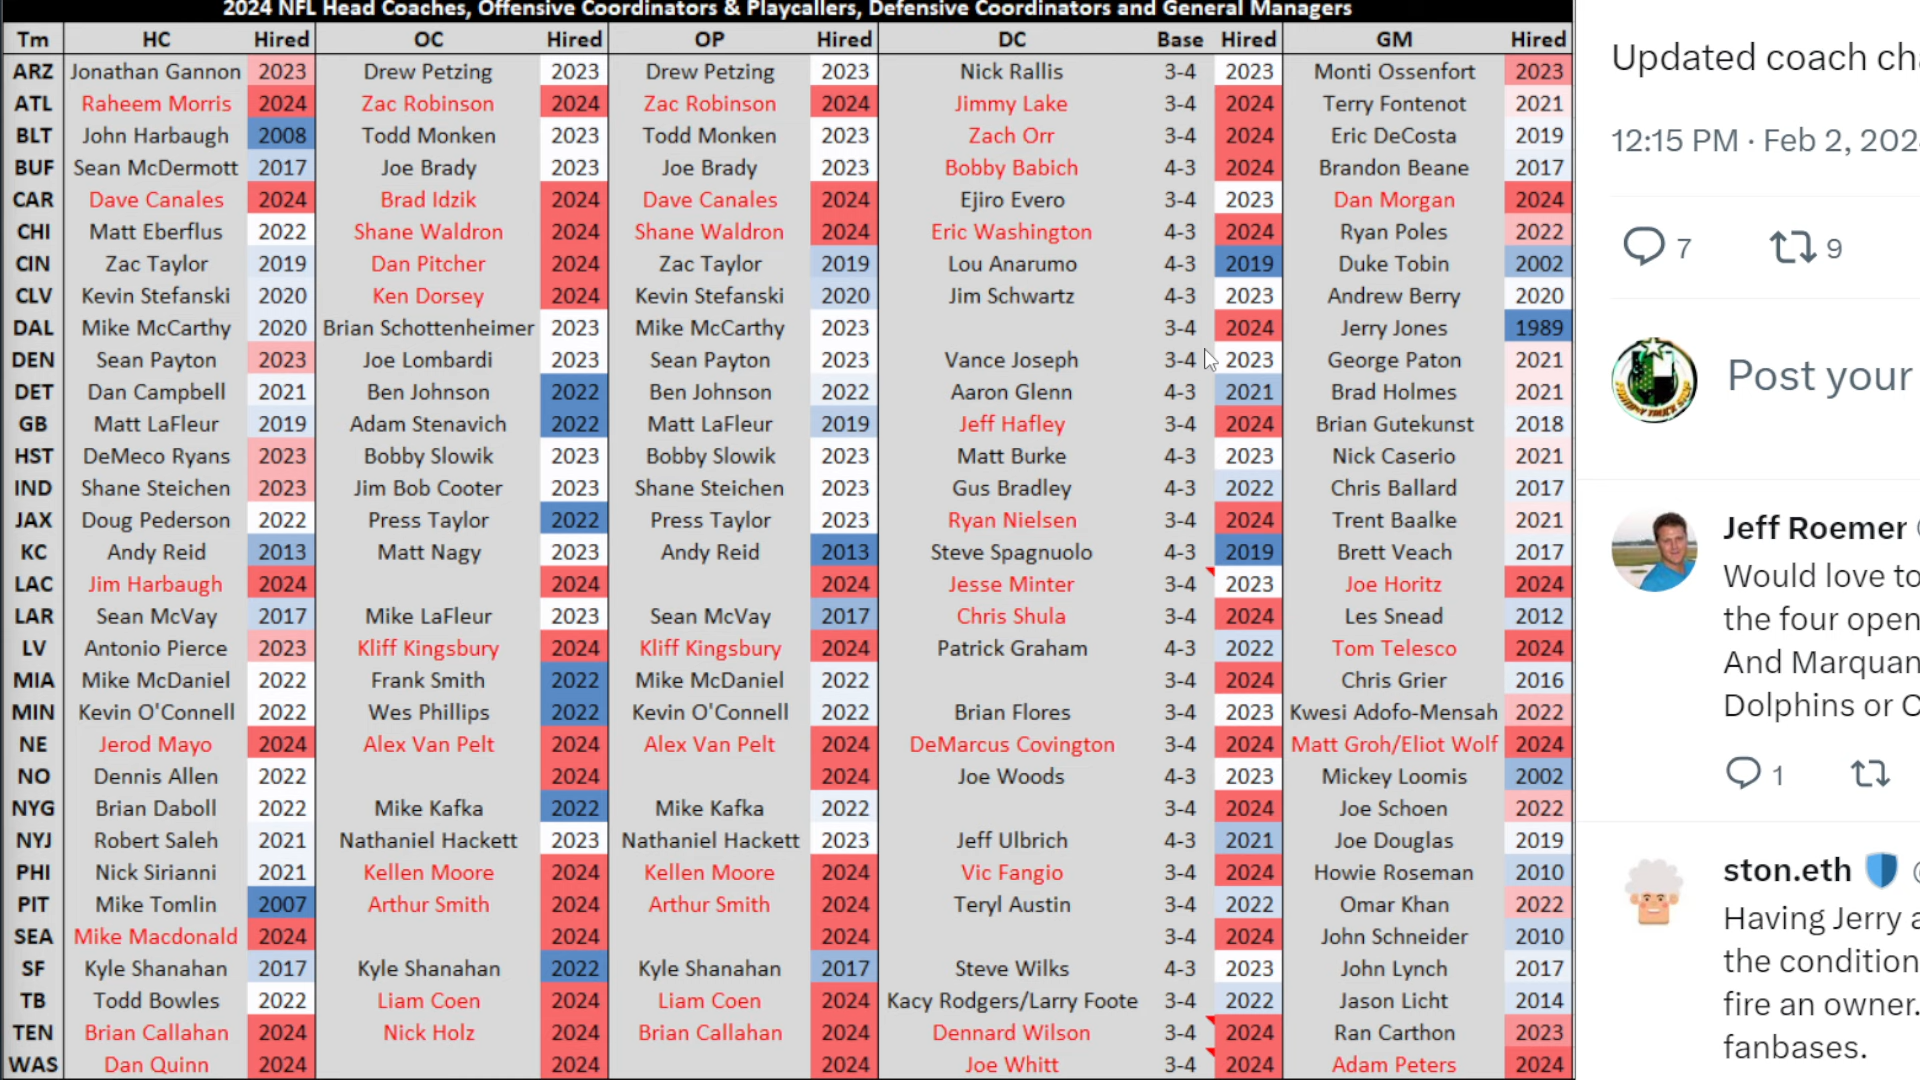 2024 NFL Head Coaches, Offensive Coordinators & Playcallers, Defensive Coordinators and General Managers
Tm HC Hired OC Hired OP Hired DC Base Hired GM Hired
ARZ Jonathan Gannon 2023 Drew Petzing 2023 Drew Petzing 2023 Nick Rallis 3-4 2023 Monti Ossenfort 2023
ATL Raheem Morris 2024 Zac Robinson 2024 Zac Robinson 2024 Jimmy Lake 3-4 2024 Terry Fontenot 2021
BLT John Harbaugh 2008 Todd Monken 2023 Todd Monken 2023 Zach Orr 3-4 2024 Eric DeCosta 2019
BUF Sean McDermott 2017 Joe Brady 2023 Joe Brady 2023 Bobby Babich 4-3 2024 Brandon Beane 2017
CAR Dave Canales 2024 Brad Idzik 2024 Dave Canales 2024 Ejiro Evero 3-4 2023 Dan Morgan 2024
CHI Matt Eberflus 2022 Shane Waldron 2024 Shane Waldron 2024 Eric Washington 4-3 2024 Ryan Poles 2022
CIN Zac Taylor 2019 Dan Pitcher 2024 Zac Taylor 2019 Lou Anarumo 4-3 2019 Duke Tobin 2002
CLV Kevin Stefanski 2020 Ken Dorsey 2024 Kevin Stefanski 2020 Jim Schwartz 4-3 2023 Andrew Berry 2020
DAL Mike McCarthy 2020 Brian Schottenheimer 2023 Mike McCarthy 2023 3-4 2024 Jerry Jones 1989
DEN Sean Payton 2023 Joe Lombardi 2023 Sean Payton 2023 Vance Joseph 3-4 2023 George Paton 2021
DET Dan Campbell 2021 Ben Johnson 2022 Ben Johnson 2022 Aaron Glenn 4-3 2021 Brad Holmes 2021
GB Matt LaFleur 2019 Adam Stenavich 2022 Matt LaFleur 2019 Jeff Hafley 3-4 2024 Brian Gutekunst 2018
HST DeMeco Ryans 2023 Bobby Slowik 2023 Bobby Slowik 2023 Matt Burke 4-3 2023 Nick Caserio 2021
IND Shane Steichen 2023 Jim Bob Cooter 2023 Shane Steichen 2023 Gus Bradley 4-3 2022 Chris Ballard 2017
JAX Doug Pederson 2022 Press Taylor 2022 Press Taylor 2023 Ryan Nielsen 3-4 2024 Trent Baalke 2021
KC Andy Reid 2013 Matt Nagy 2023 Andy Reid 2013 Steve Spagnuolo 4-3 2019 Brett Veach 2017
LAC Jim Harbaugh 2024 2024 2024 Jesse Minter 3-4 2023 Joe Horitz 2024
LAR Sean McVay 2017 Mike LaFleur 2023 Sean McVay 2017 Chris Shula 3-4 2024 Les Snead 2012
LV Antonio Pierce 2023 Kliff Kingsbury 2024 Kliff Kingsbury 2024 Patrick Graham 4-3 2022 Tom Telesco 2024
MIA Mike McDaniel 2022 Frank Smith 2022 Mike McDaniel 2022 3-4 2024 Chris Grier 2016
MIN Kevin O'Connell 2022 Wes Phillips 2022 Kevin O'Connell 2022 Brian Flores 3-4 2023 Kwesi Adofo-Mensah 2022
NE Jerod Mayo 2024 Alex Van Pelt 2024 Alex Van Pelt 2024 DeMarcus Covington 3-4 2024 Matt Groh/Eliot Wolf 2024
NO Dennis Allen 2022 2024 2024 Joe Woods 4-3 2023 Mickey Loomis 2002
NYG Brian Daboll 2022 Mike Kafka 2022 Mike Kafka 2022 3-4 2024 Joe Schoen 2022
NYJ Robert Saleh 2021 Nathaniel Hackett 2023 Nathaniel Hackett 2023 Jeff Ulbrich 4-3 2021 Joe Douglas 2019
PHI Nick Sirianni 2021 Kellen Moore 2024 Kellen Moore 2024 Vic Fangio 3-4 2024 Howie Roseman 2010
PIT Mike Tomlin 2007 Arthur Smith 2024 Arthur Smith 2024 Teryl Austin 3-4 2022 Omar Khan 2022
SEA Mike Macdonald 2024 2024 2024 3-4 2024 John Schneider 2010
SF Kyle Shanahan 2017 Kyle Shanahan 2022 Kyle Shanahan 2017 Steve Wilks 4-3 2023 John Lynch 2017
TB Todd Bowles 2022 Liam Coen 2024 Liam Coen 2024 Kacy Rodgers/Larry Foote 3-4 2022 Jason Licht 2014
TEN Brian Callahan 2024 Nick Holz 2024 Brian Callahan 2024 Dennard Wilson 3-4 2024 Ran Carthon 2023
WAS Dan Quinn 2024 2024 2024 Joe Whitt 3-4 2024 Adam Peters 2024
Updated coach cha
12:15 PM · Feb 2, 202
7 9
Post your
Jeff Roemer
Would love to
the four open
And Marquan
Dolphins or C
1
ston.eth
Having Jerry a
the condition
fire an owner.
fanbases.